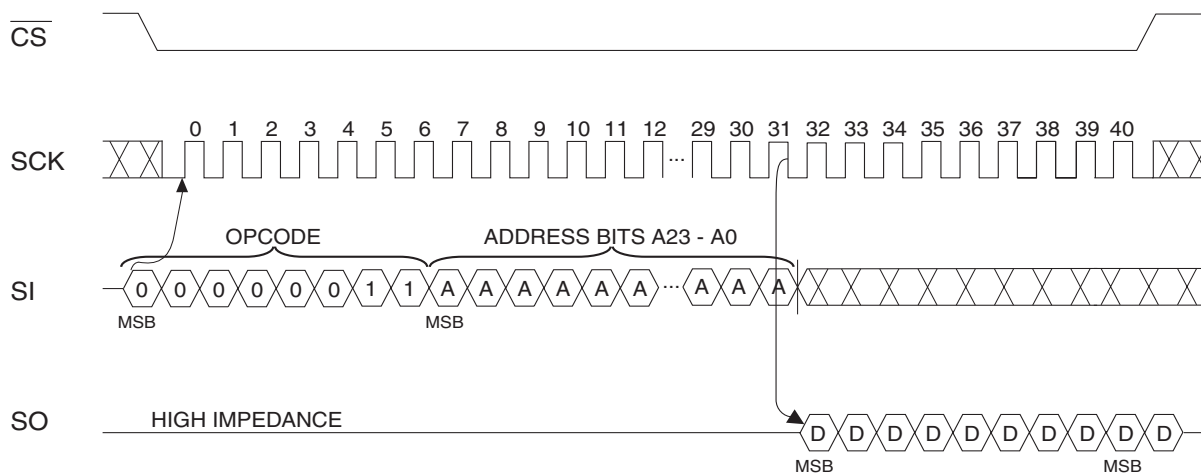 CS
0 1 2 3 4 5 6 7 8 9 10 11 12 29 30 31 32 33 34 35 36 37 38 39 40
SCK ...
OPCODE ADDRESS BITS A23 - A0
SI 0 0 0 0 0 0 1 1 A A A A A A ... A A A
MSB MSB
SO HIGH IMPEDANCE D D D D D D D D D D
MSB MSB